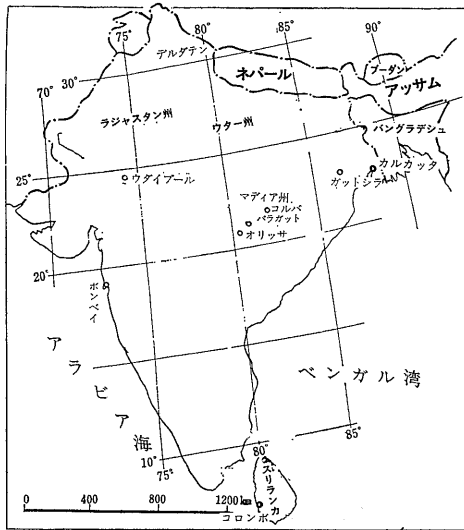 75°
80°
85°
90°
デルダテン
ネパール
ブータン
アッサム
70°
30°
ラジャスタン州
ウター州
バングラデシュ
25°
ウダイプール
カルカッタ
ガットシラ
マディア州
コルバ
バラガット
オリッサ
20°
ボンベイ
アラビア海
ベンガル湾
10°
75°
80°
85°
スリランカ
0 400 800 1200km
コロンボ